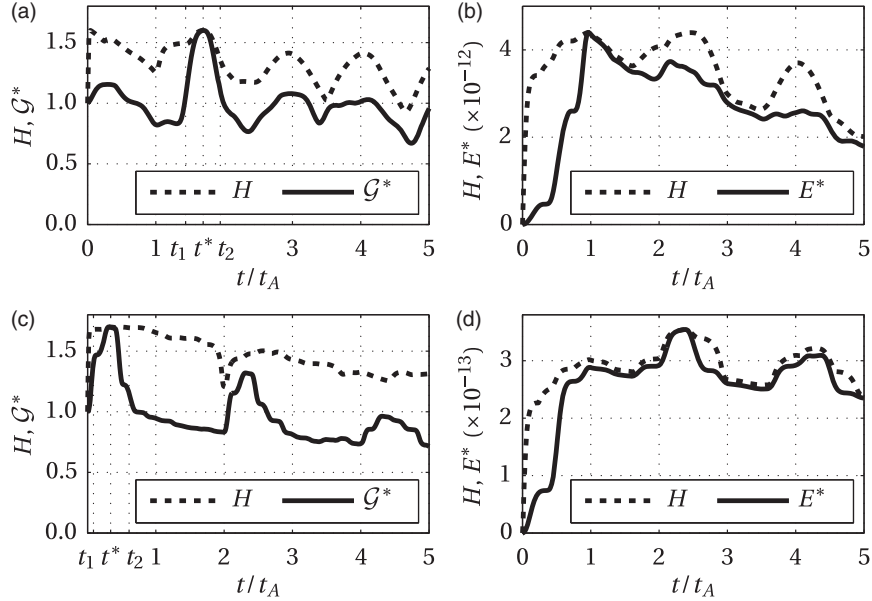 (a)
H, 𝒢*
1.5
1.0
0.5
0.0
H 𝒢*
0 1 t₁ t* t₂ 3 4 5
t / t_A
(b)
H, E* (×10⁻¹²)
4
2
0
H E*
0 1 2 3 4 5
t / t_A
(c)
H, 𝒢*
1.5
1.0
0.5
0.0
H 𝒢*
t₁ t* t₂ 1 2 3 4 5
t / t_A
(d)
H, E* (×10⁻¹³)
3
2
1
0
H E*
0 1 2 3 4 5
t / t_A